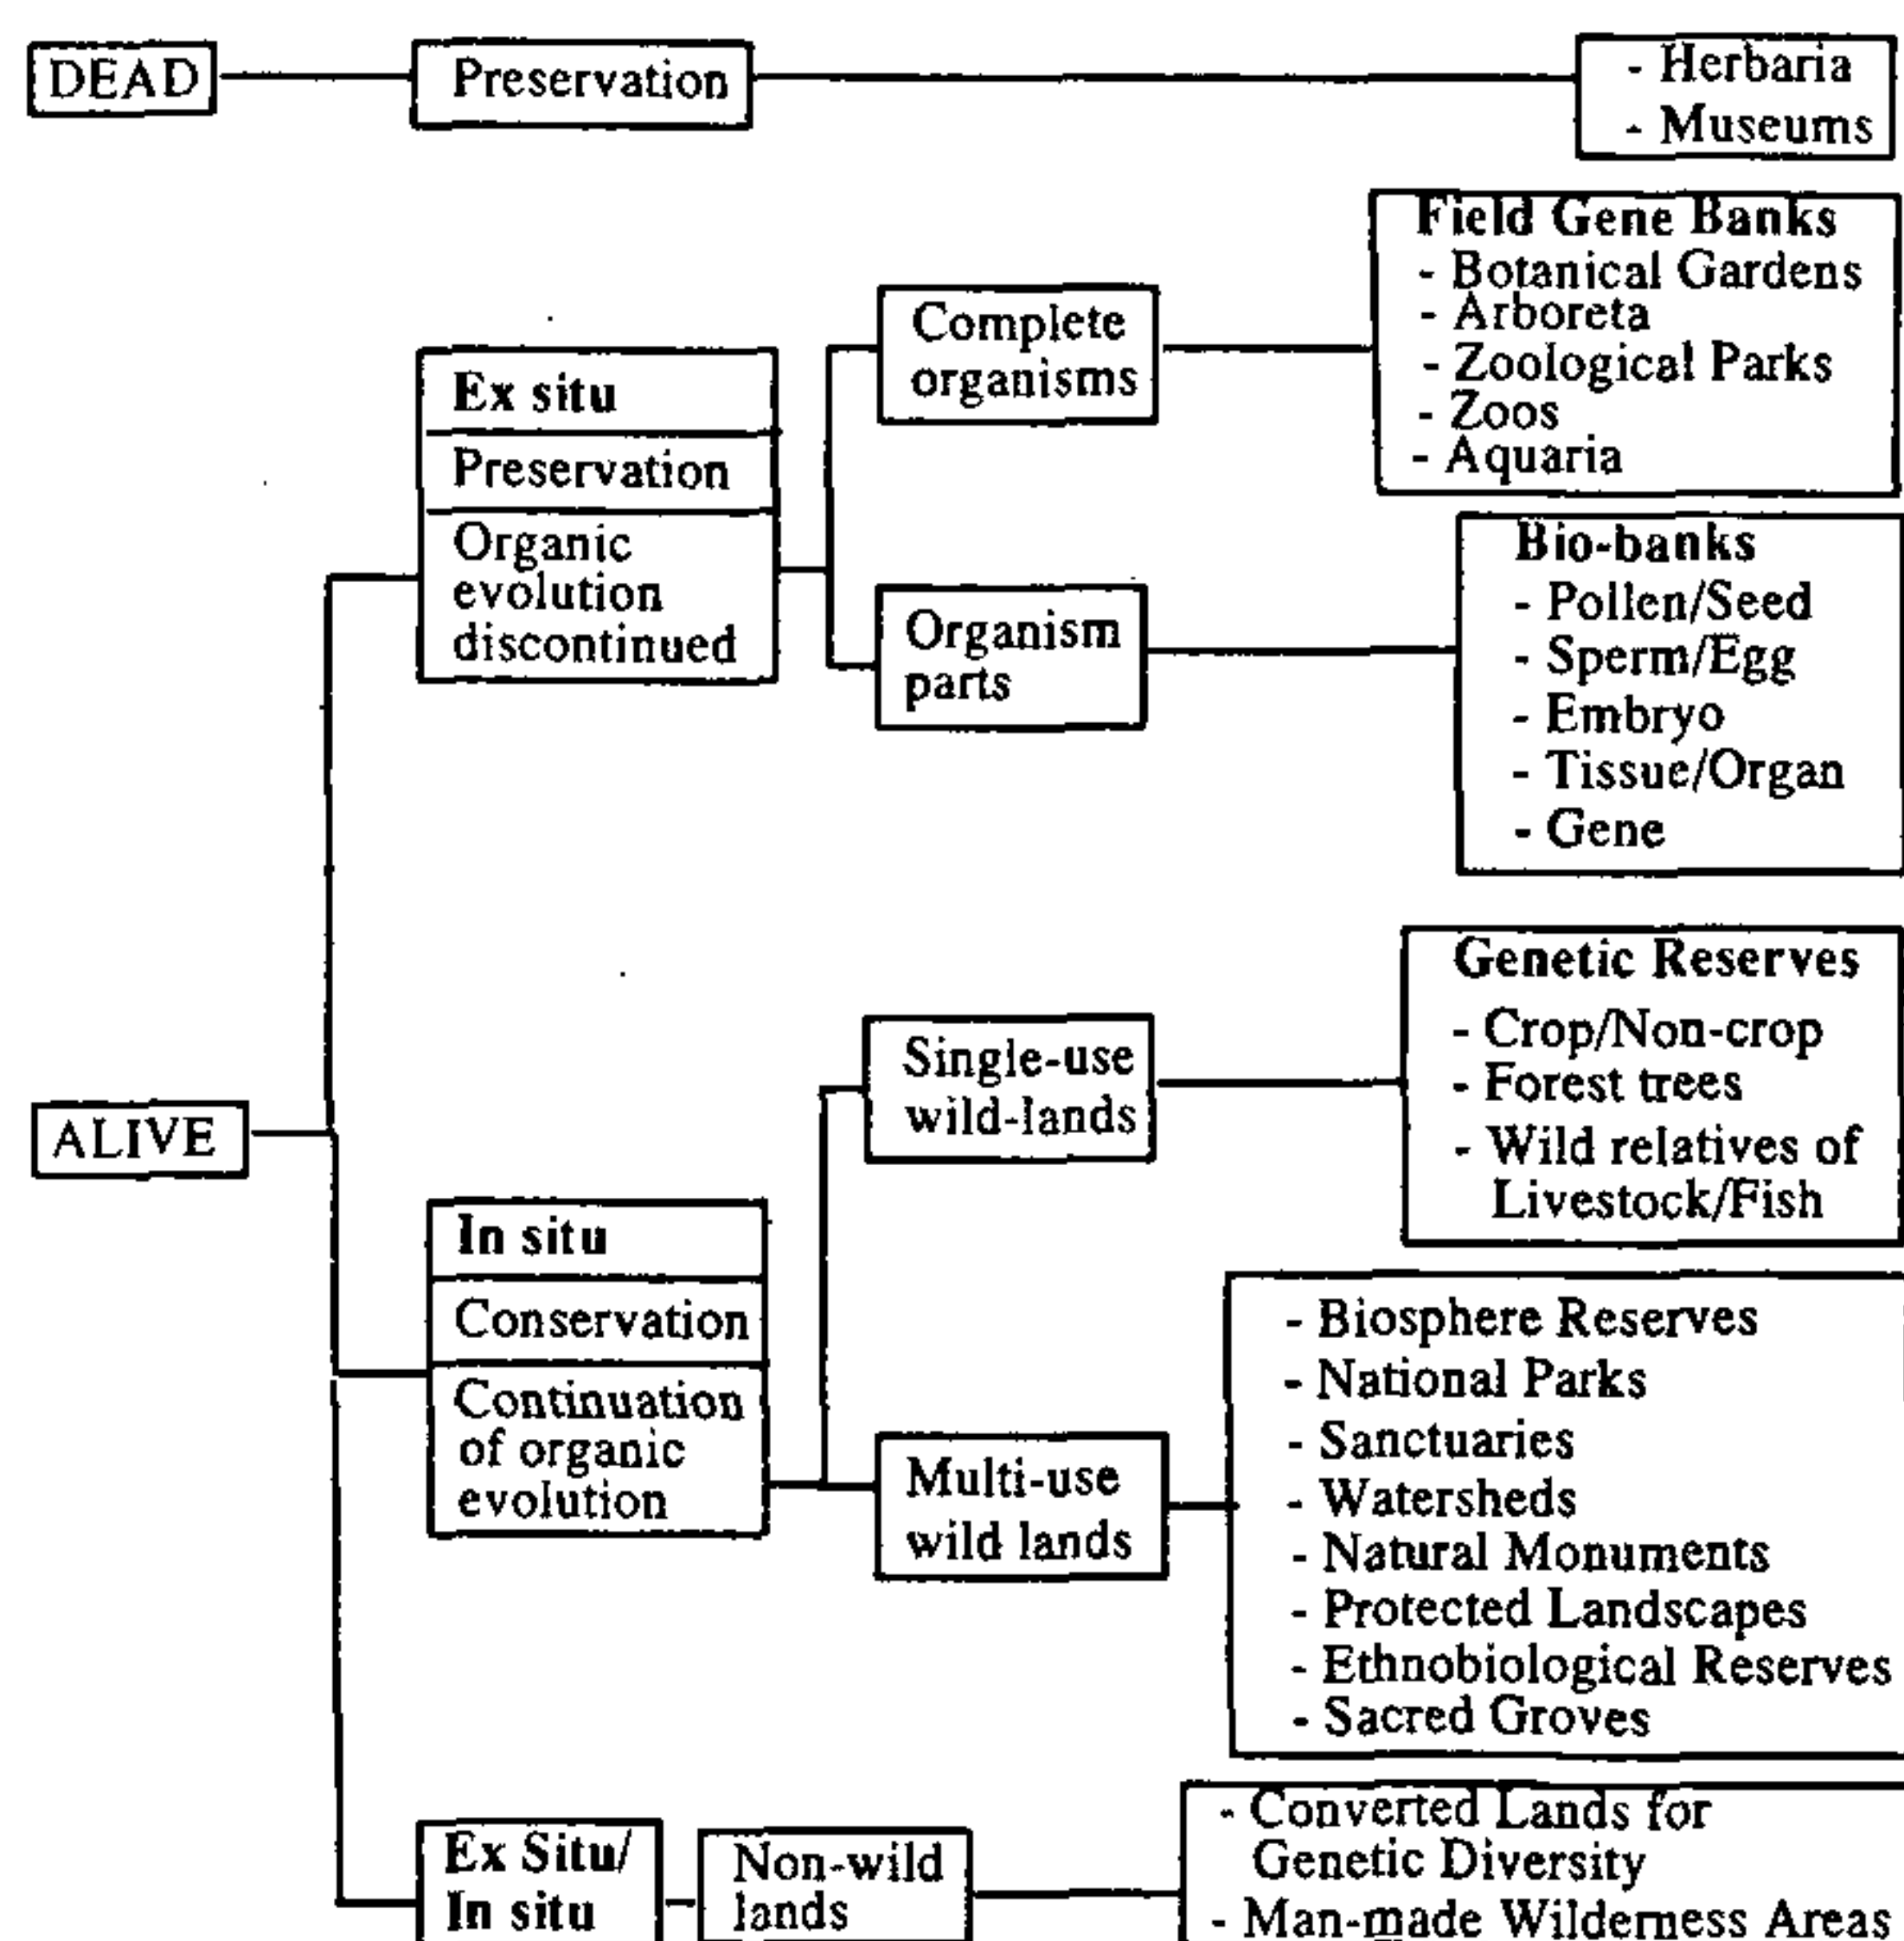 DEAD
Preservation
- Herbaria
- Museums
Field Gene Banks
- Botanical Gardens
- Arboreta
- Zoological Parks
- Zoos
- Aquaria
Complete
organisms
Ex situ
Preservation
Organic
evolution
discontinued
Bio-banks
- Pollen/Seed
- Sperm/Egg
- Embryo
- Tissue/Organ
- Gene
Organism
parts
Genetic Reserves
- Crop/Non-crop
- Forest trees
- Wild relatives of
Livestock/Fish
Single-use
wild-lands
ALIVE
In situ
Conservation
Continuation
of organic
evolution
Multi-use
wild lands
- Biosphere Reserves
- National Parks
- Sanctuaries
- Watersheds
- Natural Monuments
- Protected Landscapes
- Ethnobiological Reserves
- Sacred Groves
Ex Situ/
In situ
Non-wild
lands
- Converted Lands for
Genetic Diversity
- Man-made Wilderness Areas